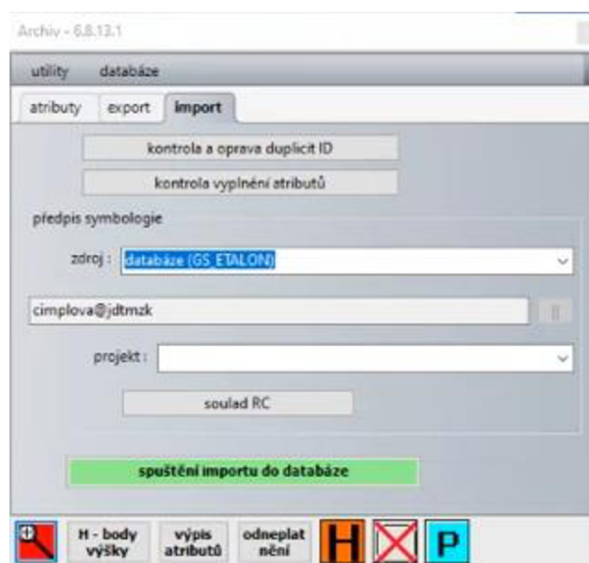 Archiv - 6.8.13.1
utility databáze
atributy export import
kontrola a oprava duplicit ID
kontrola vyplnění atributů
předpis symbologie
zdroj : databáze (GS_ETALON)
cimplova@jdtmzk
projekt :
soulad RC
spuštění importu do databáze
H - body výpis odneplat
výšky atributů nění
H P